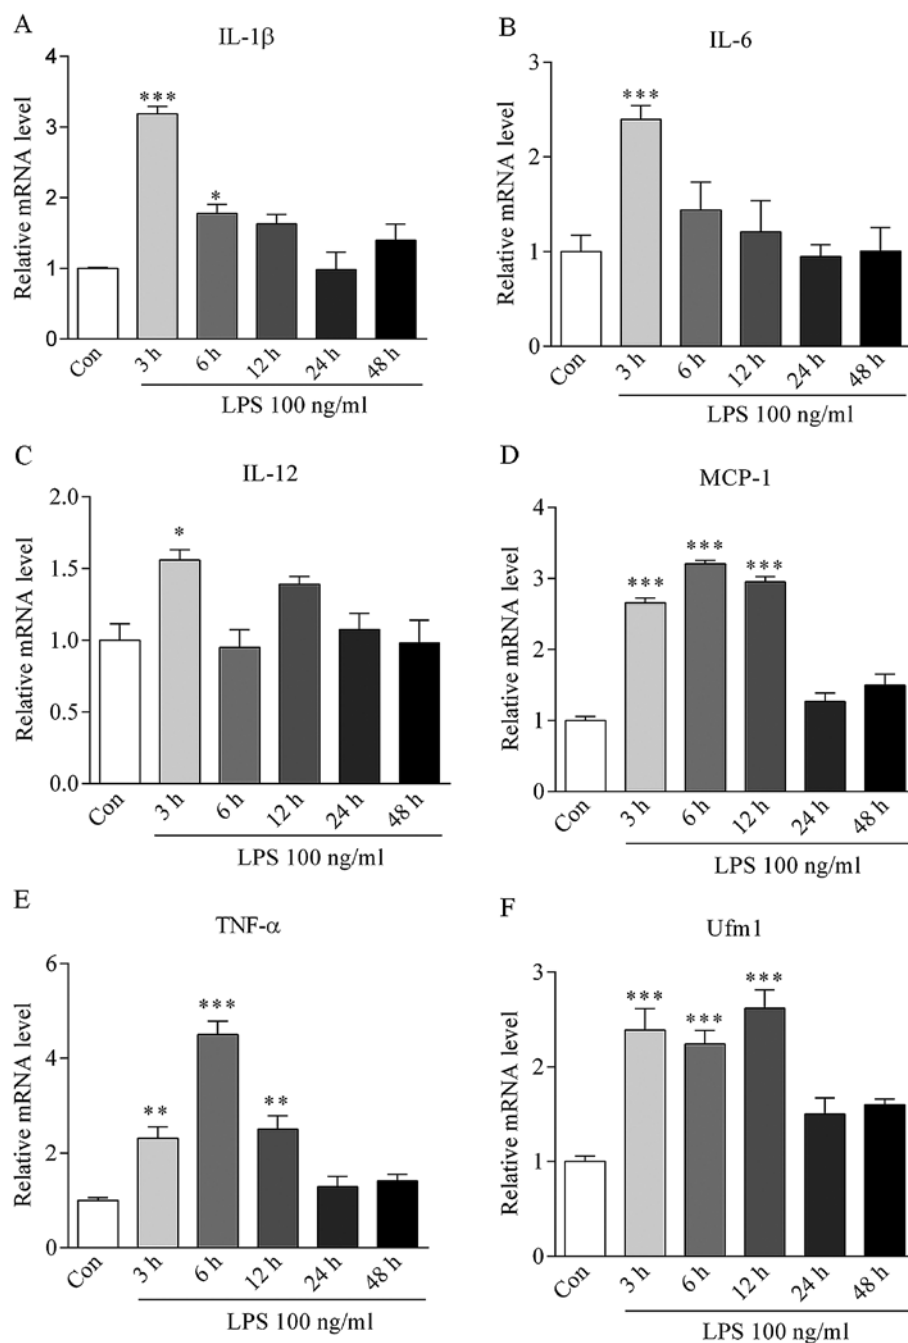 A
IL-1β
Relative mRNA level
4
3
2
1
0
***
*
Con
3 h
6 h
12 h
24 h
48 h
LPS 100 ng/ml
B
IL-6
Relative mRNA level
3
2
1
0
***
Con
3 h
6 h
12 h
24 h
48 h
LPS 100 ng/ml
C
IL-12
Relative mRNA level
2.0
1.5
1.0
0.5
0.0
*
Con
3 h
6 h
12 h
24 h
48 h
LPS 100 ng/ml
D
MCP-1
Relative mRNA level
4
3
2
1
0
***
***
***
Con
3 h
6 h
12 h
24 h
48 h
LPS 100 ng/ml
E
TNF-α
Relative mRNA level
6
4
2
0
**
***
**
Con
3 h
6 h
12 h
24 h
48 h
LPS 100 ng/ml
F
Ufm1
Relative mRNA level
3
2
1
0
***
***
***
Con
3 h
6 h
12 h
24 h
48 h
LPS 100 ng/ml